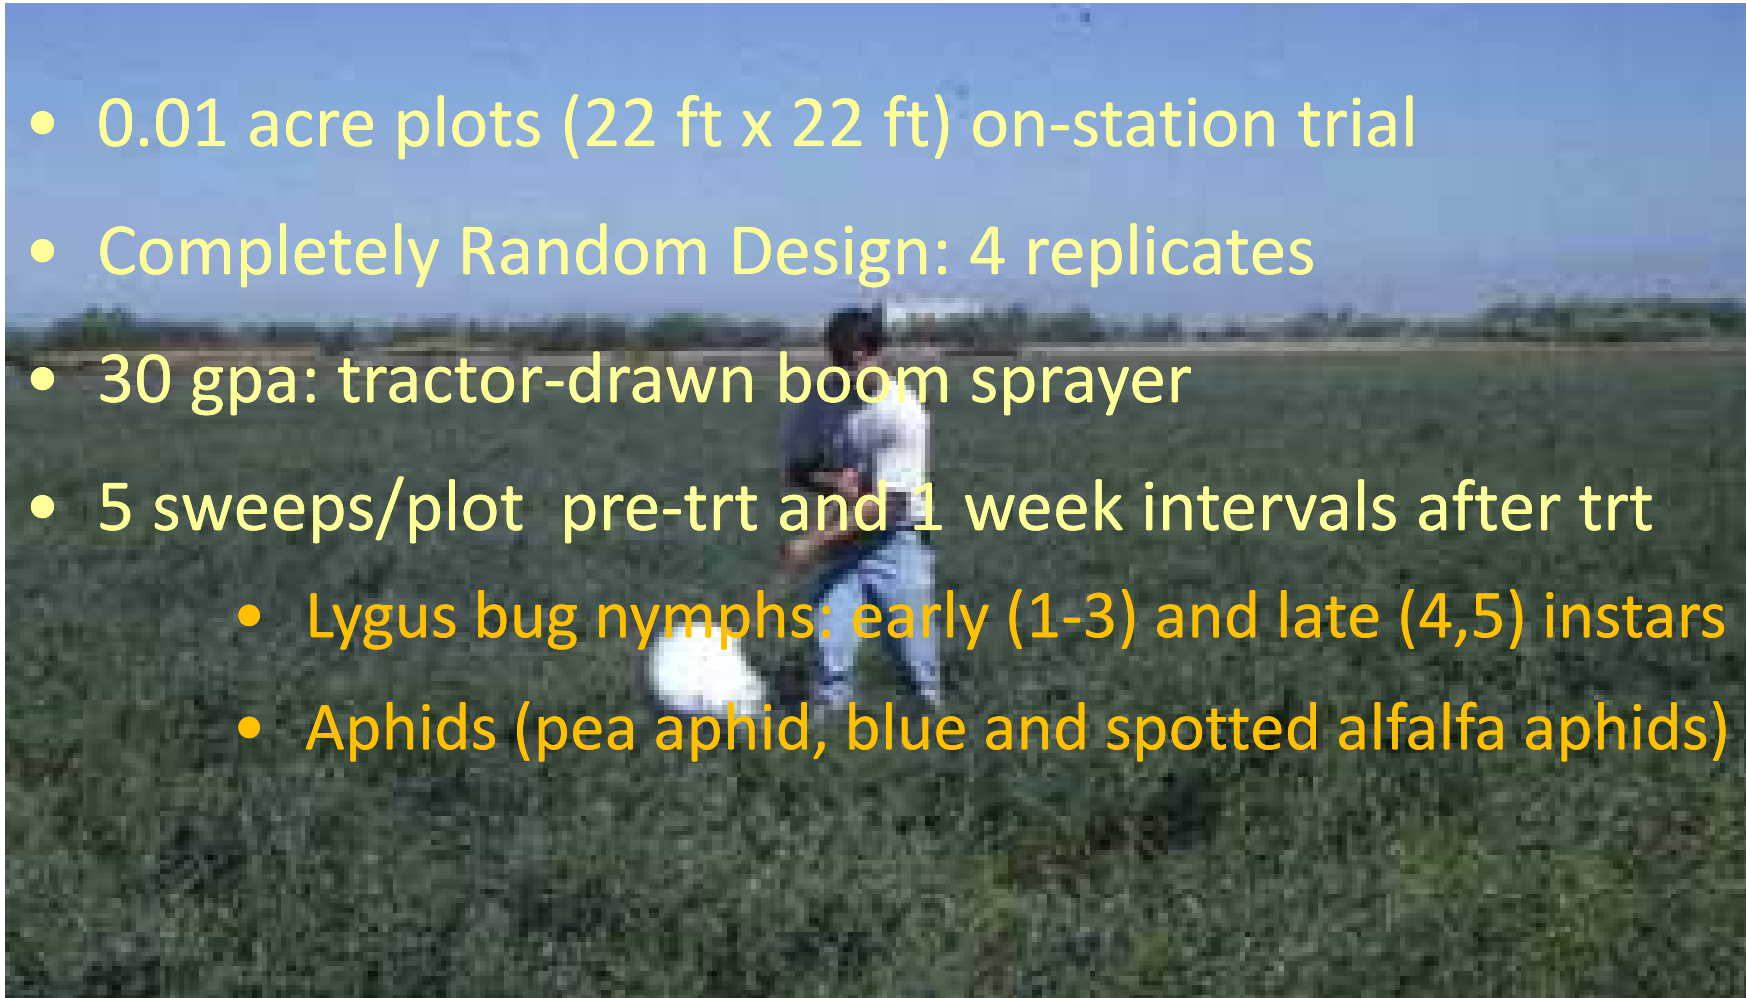 • 0.01 acre plots (22 ft x 22 ft) on-station trial
• Completely Random Design: 4 replicates
• 30 gpa: tractor-drawn boom sprayer
• 5 sweeps/plot  pre-trt and 1 week intervals after trt
• Lygus bug nymphs: early (1-3) and late (4,5) instars
• Aphids (pea aphid, blue and spotted alfalfa aphids)